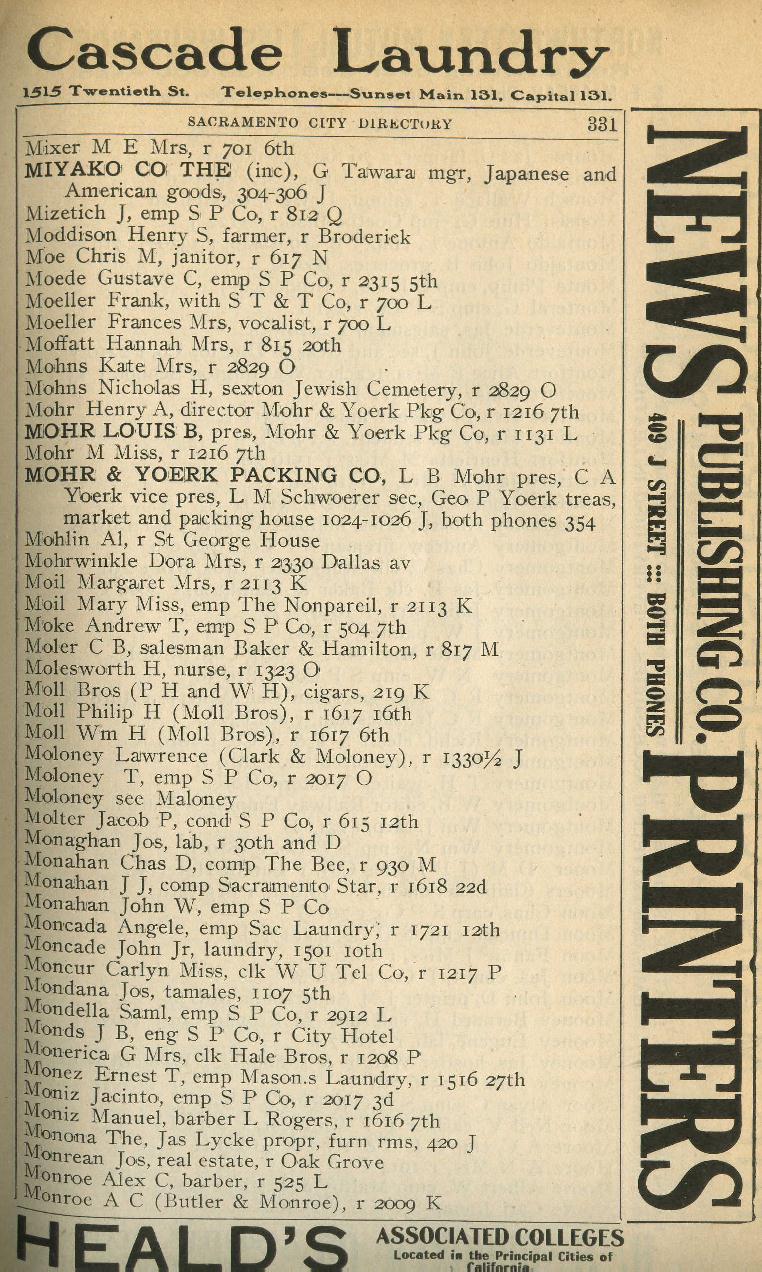 Cascade Laundry
1515 Twentieth St. Telephones---Sunset Main 131, Capital 131.
SACRAMENTO CITY DIRECTORY 331
Mixer M E Mrs, r 701 6th
MIYAKO CO THE (inc), G Tawara mgr, Japanese and
American goods, 304-306 J
Mizetich J, emp S P Co, r 812 Q
Moddison Henry S, farmer, r Broderick
Moe Chris M, janitor, r 617 N
Moede Gustave C, emp S P Co, r 2315 5th
Moeller Frank, with S T & T Co, r 700 L
Moeller Frances Mrs, vocalist, r 700 L
Moffatt Hannah Mrs, r 815 20th
Mohns Kate Mrs, r 2829 O
Mohns Nicholas H, sexton Jewish Cemetery, r 2829 O
Mohr Henry A, director Mohr & Yoerk Pkg Co, r 1216 7th
MOHR LOUIS B, pres, Mohr & Yoerk Pkg Co, r 1131 L
Mohr M Miss, r 1216 7th
MOHR & YOERK PACKING CO, L B Mohr pres, C A
Yoerk vice pres, L M Schwoerer sec, Geo P Yoerk treas,
market and packing house 1024-1026 J, both phones 354
Mohlin Al, r St George House
Mohrwinkle Dora Mrs, r 2330 Dallas av
Moil Margaret Mrs, r 2113 K
Moil Mary Miss, emp The Nonpareil, r 2113 K
Moke Andrew T, emp S P Co, r 504 7th
Moler C B, salesman Baker & Hamilton, r 817 M
Molesworth H, nurse, r 1323 O
Moll Bros (P H and W H), cigars, 219 K
Moll Philip H (Moll Bros), r 1617 16th
Moll Wm H (Moll Bros), r 1617 6th
Moloney Lawrence (Clark & Moloney), r 1330½ J
Moloney T, emp S P Co, r 2017 O
Moloney see Maloney
Molter Jacob P, cond S P Co, r 615 12th
Monaghan Jos, lab, r 30th and D
Monahan Chas D, comp The Bee, r 930 M
Monahan J J, comp Sacramento Star, r 1618 22d
Monahan John W, emp S P Co
Moncada Angele, emp Sac Laundry, r 1721 12th
Moncade John Jr, laundry, 1501 10th
Moncur Carlyn Miss, clk W U Tel Co, r 1217 P
Mondana Jos, tamales, 1107 5th
Mondella Saml, emp S P Co, r 2912 L
Monds J B, eng S P Co, r City Hotel
Monerica G Mrs, clk Hale Bros, r 1208 P
Monez Ernest T, emp Mason.s Laundry, r 1516 27th
Moniz Jacinto, emp S P Co, r 2017 3d
Moniz Manuel, barber L Rogers, r 1616 7th
Monona The, Jas Lycke propr, furn rms, 420 J
Monrean Jos, real estate, r Oak Grove
Monroe Alex C, barber, r 525 L
Monroe A C (Butler & Monroe), r 2009 K
NEWS PUBLISHING CO. PRINTERS
409 J STREET ::: BOTH PHONES
HEALD'S
ASSOCIATED COLLEGES
Located in the Principal Cities of
California